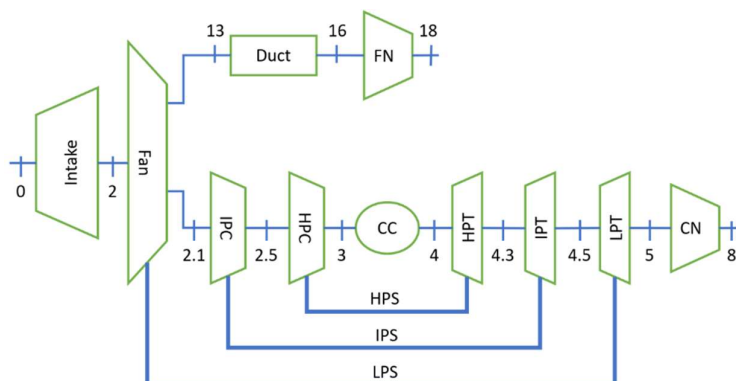 13
16
18
Duct
FN
Intake
Fan
0
2
IPC
HPC
CC
HPT
IPT
LPT
CN
2.1
2.5
3
4
4.3
4.5
5
8
HPS
IPS
LPS